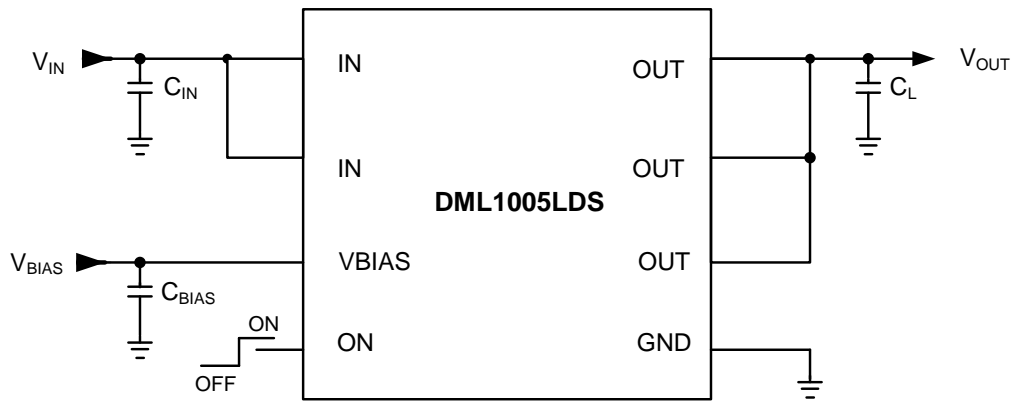 V_IN
C_IN
IN
OUT
C_L
V_OUT
IN
OUT
DML1005LDS
V_BIAS
C_BIAS
VBIAS
OUT
ON
OFF
ON
GND